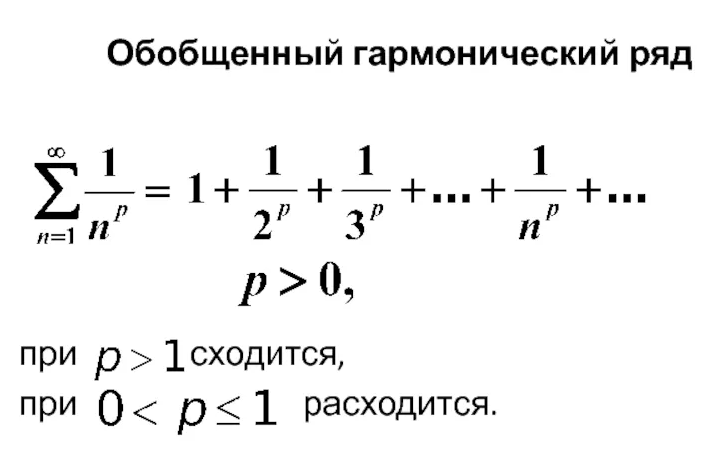 Обобщенный гармонический ряд
∑_{n=1}^{∞} 1/n^p = 1 + 1/2^p + 1/3^p + ... + 1/n^p + ...
p > 0,
при p > 1 сходится,
при 0 < p ≤ 1 расходится.